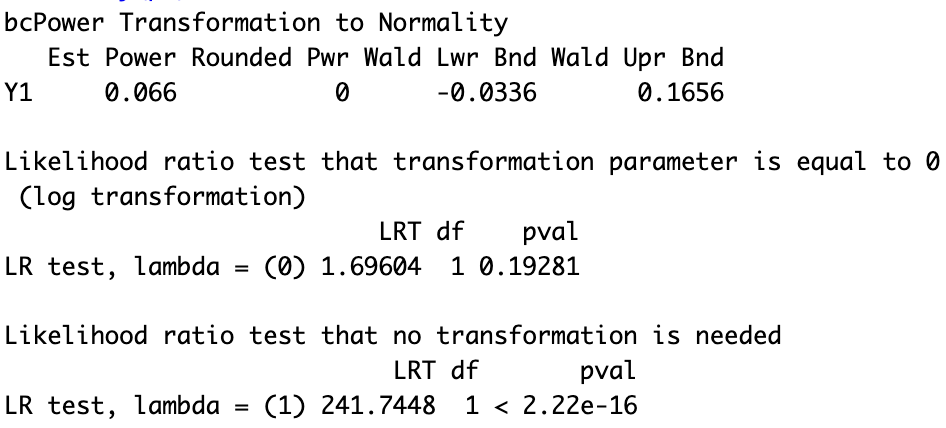 bcPower Transformation to Normality
Est Power Rounded Pwr Wald Lwr Bnd Wald Upr Bnd
Y1 0.066 0 -0.0336 0.1656
Likelihood ratio test that transformation parameter is equal to 0
(log transformation)
LRT df pval
LR test, lambda = (0) 1.69604 1 0.19281
Likelihood ratio test that no transformation is needed
LRT df pval
LR test, lambda = (1) 241.7448 1 < 2.22e-16